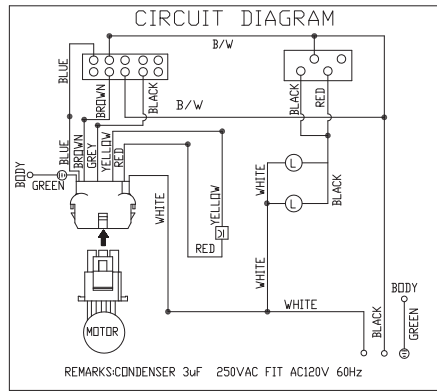 CIRCUIT DIAGRAM
B/W
BLUE
BROWN
BLACK
B/W
BLACK
RED
BLUE
BROWN
GREY
YELLOW
RED
BODY
GREEN
WHITE
YELLOW
RED
WHITE
L
L
BLACK
WHITE
WHITE
BLACK
BODY
GREEN
MOTOR
REMARKS:CONDENSER 3uF 250VAC FIT AC120V 60Hz